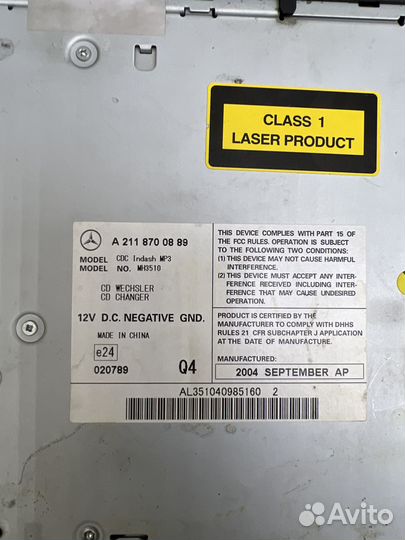 CLASS 1
LASER PRODUCT
A 211 870 08 89
MODEL CDC Indash MP3
MODEL NO. MH3510
CD WECHSLER
CD CHANGER
12V D.C. NEGATIVE GND.
MADE IN CHINA
e24
020789 Q4
THIS DEVICE COMPLIES WITH PART 15 OF
THE FCC RULES. OPERATION IS SUBJECT
TO THE FOLLOWING TWO CONDITIONS:
(1) THIS DEVICE MAY NOT CAUSE HARMFUL
INTERFERENCE, AND
(2) THIS DEVICE MUST ACCEPT ANY INTER-
FERENCE RECEIVED INCLUDING INTER-
FERENCE THAT MAY CAUSE UNDESIRED
OPERATION.
PRODUCT IS CERTIFIED BY THE
MANUFACTURER TO COMPLY WITH DHHS
RULES 21 CFR SUBCHAPTER J APPLICATION
AT THE DATE OF MANUFACTURE.
MANUFACTURED:
2004 SEPTEMBER AP
AL351040985160 2
Avito